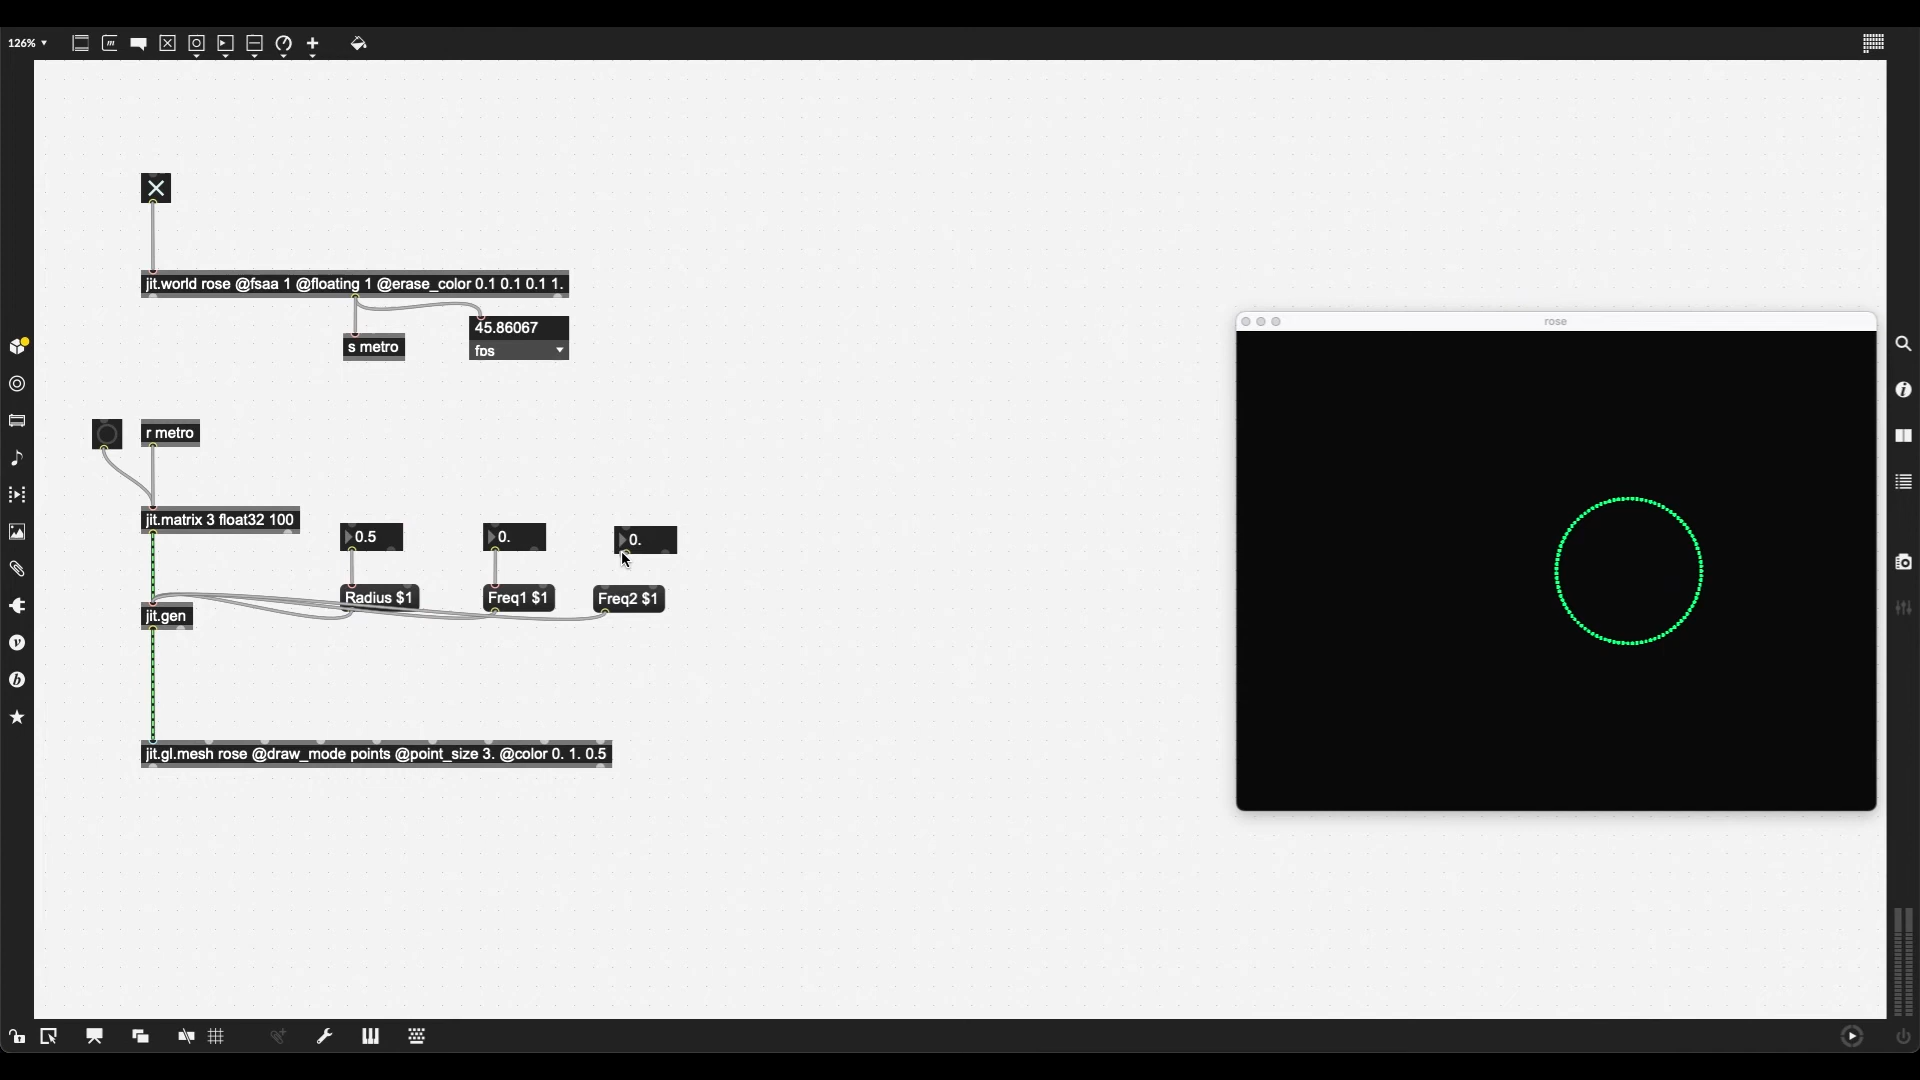 126%
jit.world rose @fsaa 1 @floating 1 @erase_color 0.1 0.1 0.1 1.
45.86067
fps
s metro
rose
r metro
jit.matrix 3 float32 100
0.5
0.
0.
Radius $1
Freq1 $1
Freq2 $1
jit.gen
jit.gl.mesh rose @draw_mode points @point_size 3. @color 0. 1. 0.5